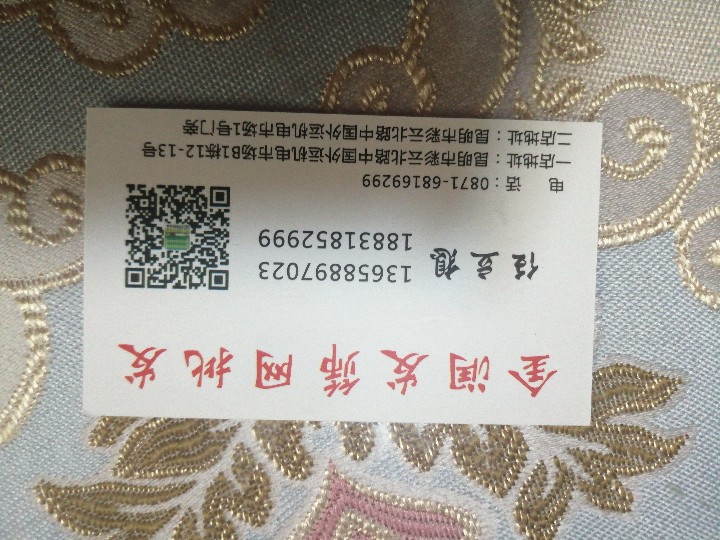 金润发筛网批发
立
13658897023
18831852999
电 话：0871-68169299
一店地址：昆明市彩云北路中国外运机电市场B1栋12-13号
二店地址：昆明市彩云北路中国外运机电市场1号门旁